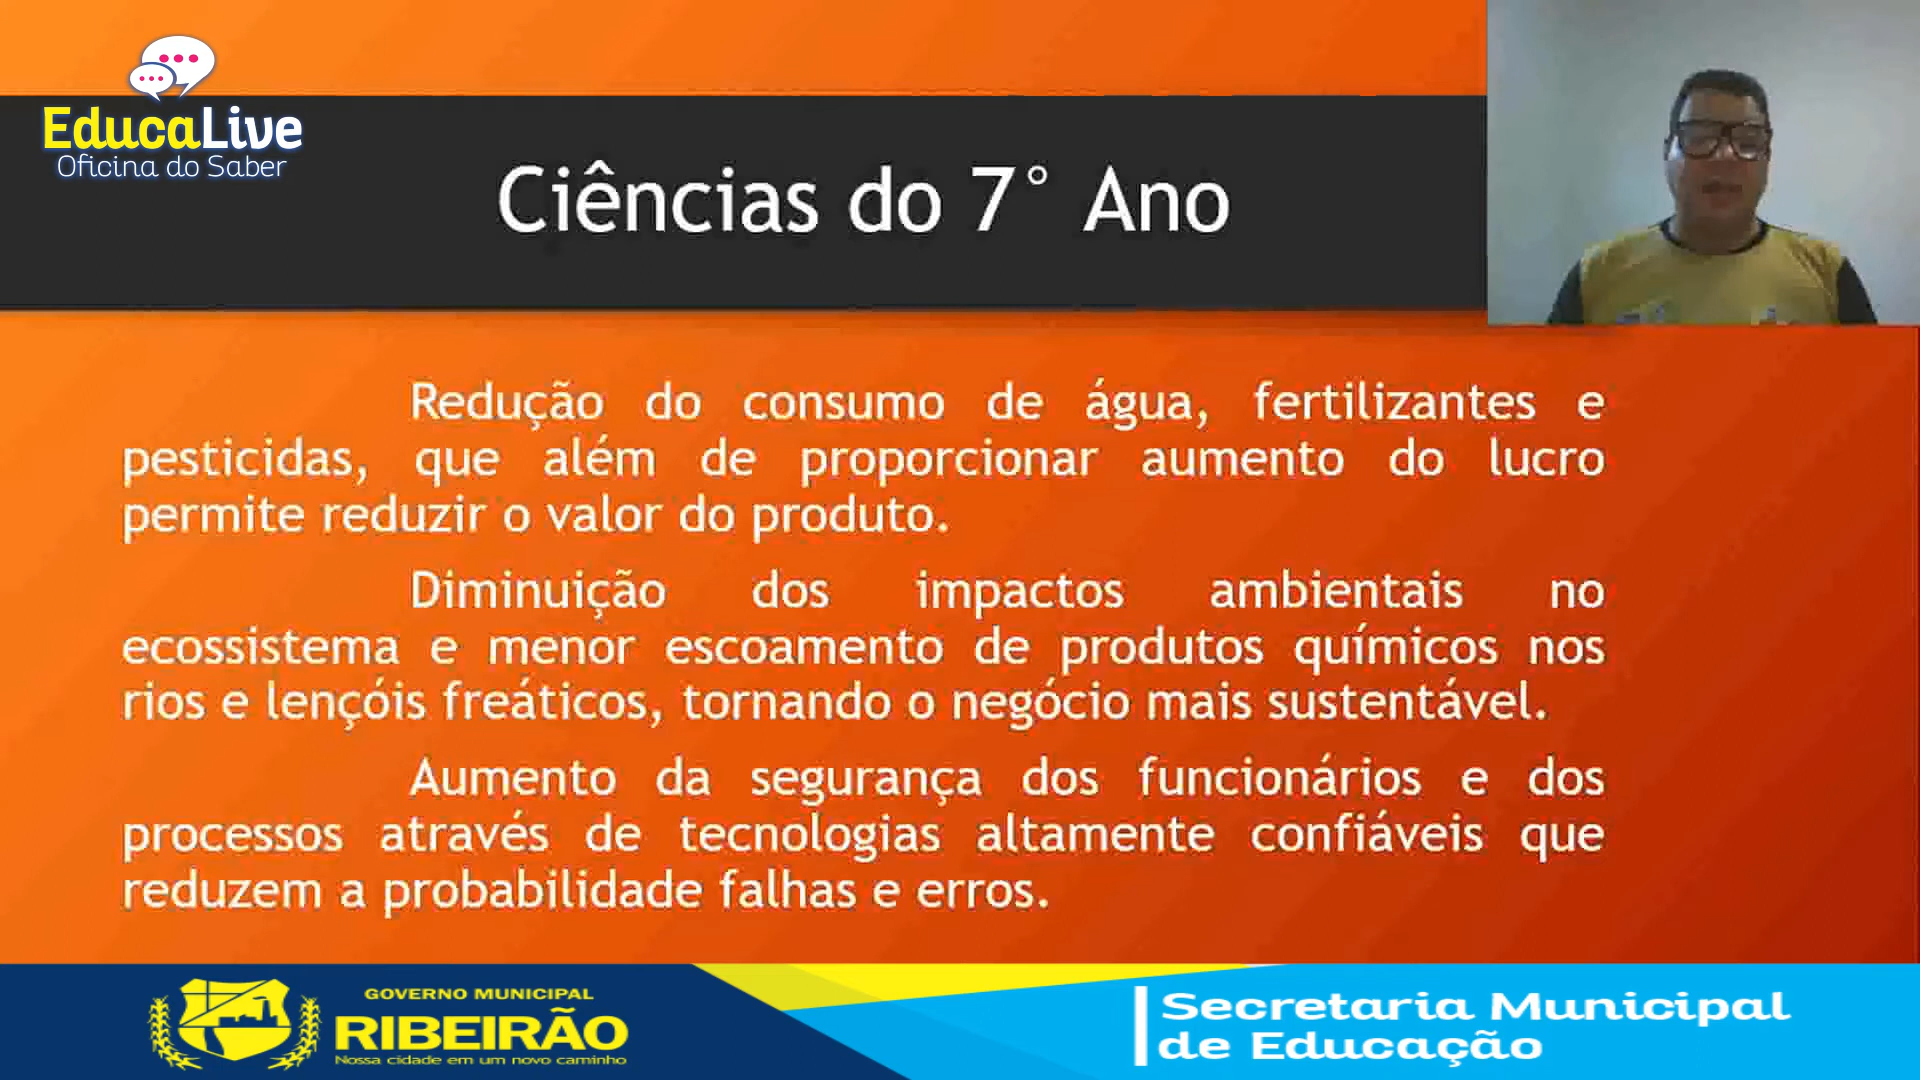 EducaLive
Oficina do Saber
Ciências do 7° Ano
Redução do consumo de água, fertilizantes e
pesticidas, que além de proporcionar aumento do lucro
permite reduzir o valor do produto.
Diminuição dos impactos ambientais no
ecossistema e menor escoamento de produtos químicos nos
rios e lençóis freáticos, tornando o negócio mais sustentável.
Aumento da segurança dos funcionários e dos
processos através de tecnologias altamente confiáveis que
reduzem a probabilidade falhas e erros.
GOVERNO MUNICIPAL
RIBEIRÃO
Nossa cidade em um novo caminho
Secretaria Municipal
de Educação